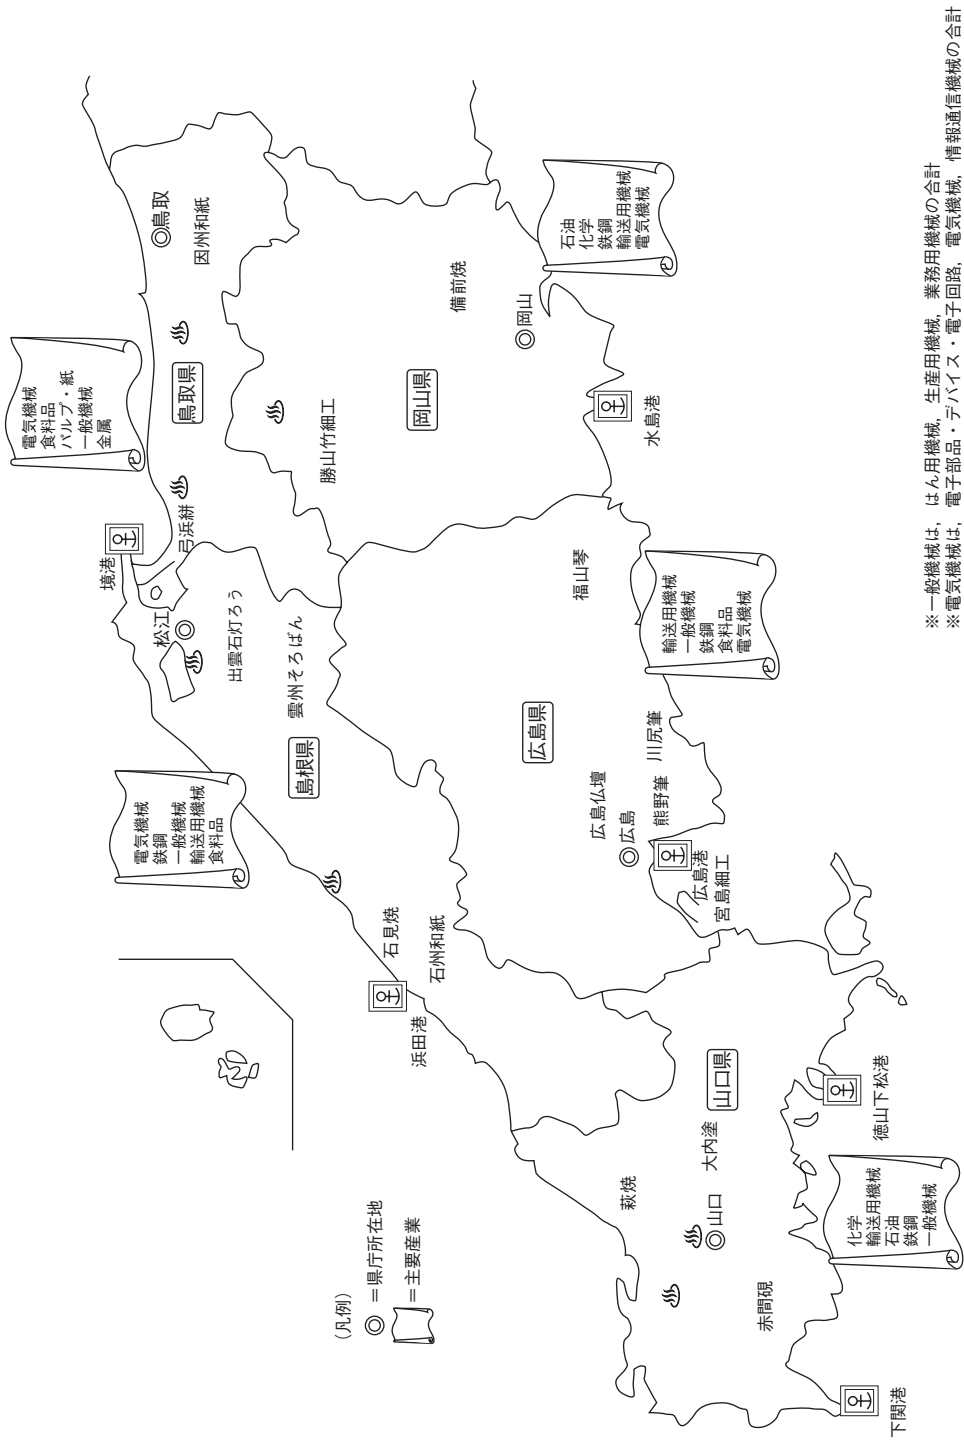 鳥取
因州和紙
電気機械
食料品
パルプ・紙
一般機械
金属
鳥取県
弓浜絣
境港
松江
出雲石灯ろう
雲州そろばん
島根県
電気機械
鉄鋼
一般機械
輸送用機械
食料品
石見焼
石州和紙
浜田港
備前焼
岡山
岡山県
勝山竹細工
水島港
石油
化学
鉄鋼
輸送用機械
電気機械
福山琴
広島県
輸送用機械
一般機械
鉄鋼
食料品
電気機械
川尻筆
熊野筆
広島仏壇
広島
広島港
宮島細工
山口県
大内塗
萩焼
山口
赤間硯
徳山下松港
下関港
化学
輸送用機械
石油
鉄鋼
一般機械
(凡例)
=県庁所在地
=主要産業
※一般機械は,はん用機械,生産用機械,業務用機械の合計
※電気機械は,電子部品・デバイス・電子回路,電気機械,情報通信機械の合計